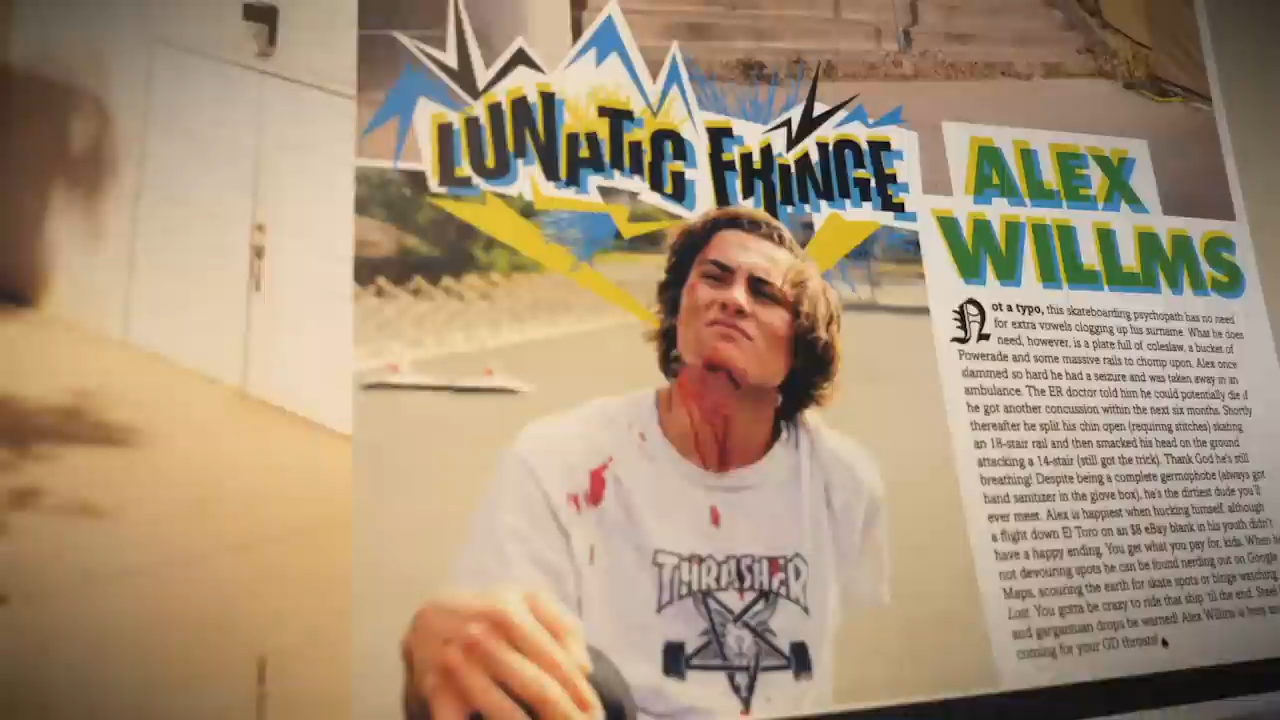 LUNATIC FRINGE
ALEX
WILLMS
Not a typo, this skateboarding psychopath has no need
for extra vowels clogging up his surname. What he does
need, however, is a plate full of coleslaw, a bucket of
Powerade and some massive rails to chomp upon. Alex once
slammed so hard he had a seizure and was taken away in an
ambulance. The ER doctor told him he could potentially die if
he got another concussion within the next six months. Shortly
thereafter he split his chin open (requiring stitches) skating
an 18-stair rail and then smacked his head on the ground
attacking a 14-stair (still got the trick). Thank God he's still
breathing! Despite being a complete germophobe (always got
hand sanitizer in the glove box), he's the dirtiest dude you'll
ever meet. Alex is happiest when hucking himself, although
a flight down El Toro on an $8 eBay blank in his youth didn't
have a happy ending. You get what you pay for, kids. When he's
not devouring spots he can be found nerding out on Google
Maps, scouring the earth for skate spots or binge watching
Lost. You gotta be crazy to ride that ship 'til the end. Steel
and gargantuan drops be warned! Alex Willms is here and
coming for your GD throats!
THRASHER